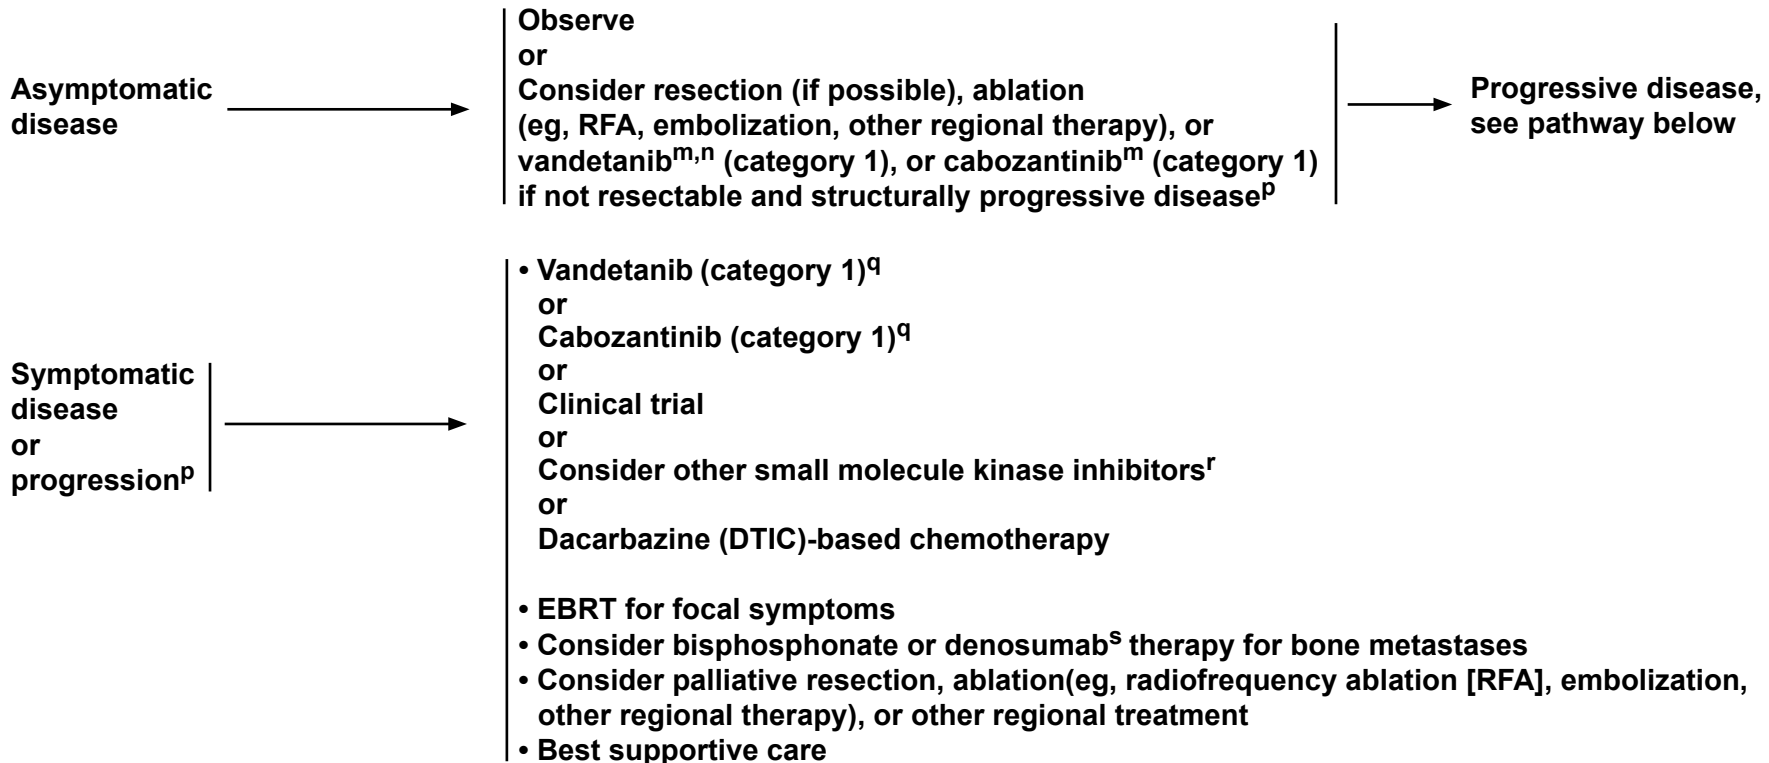 Asymptomatic
disease
Observe
or
Consider resection (if possible), ablation
(eg, RFA, embolization, other regional therapy), or
vandetanibm,n (category 1), or cabozantinibm (category 1)
if not resectable and structurally progressive diseasep
Progressive disease,
see pathway below
Symptomatic
disease
or
progressionp
• Vandetanib (category 1)q
or
Cabozantinib (category 1)q
or
Clinical trial
or
Consider other small molecule kinase inhibitorsr
or
Dacarbazine (DTIC)-based chemotherapy
• EBRT for focal symptoms
• Consider bisphosphonate or denosumabs therapy for bone metastases
• Consider palliative resection, ablation(eg, radiofrequency ablation [RFA], embolization,
other regional therapy), or other regional treatment
• Best supportive care